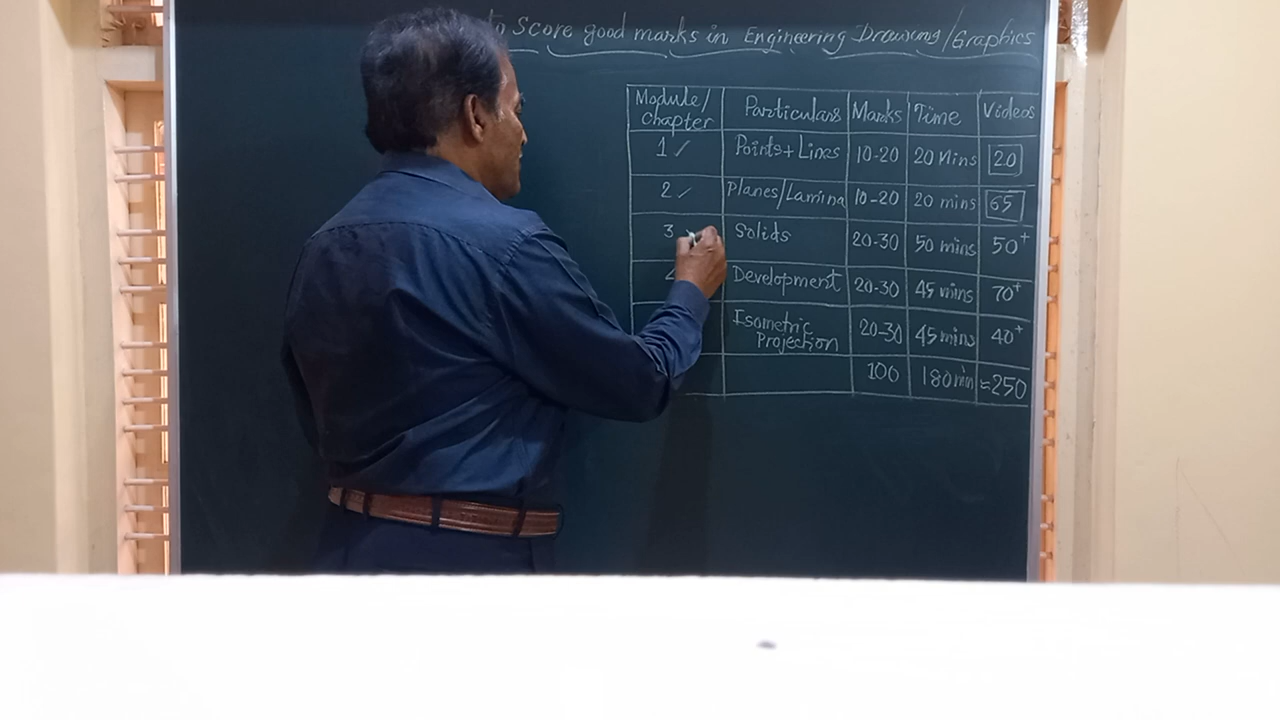 to Score good marks in Engineering Drawing/Graphics
Module/ Particulars Marks Time Videos
chapter
1 ✓ Points + Lines 10-20 20 Mins 20
2 ✓ Planes/Lamina 10-20 20 mins 65
3 Solids 20-30 50 mins 50+
Development 20-30 45 mins 70+
Isometric 20-30 45 mins 40+
Projection
100 180 min ≈250